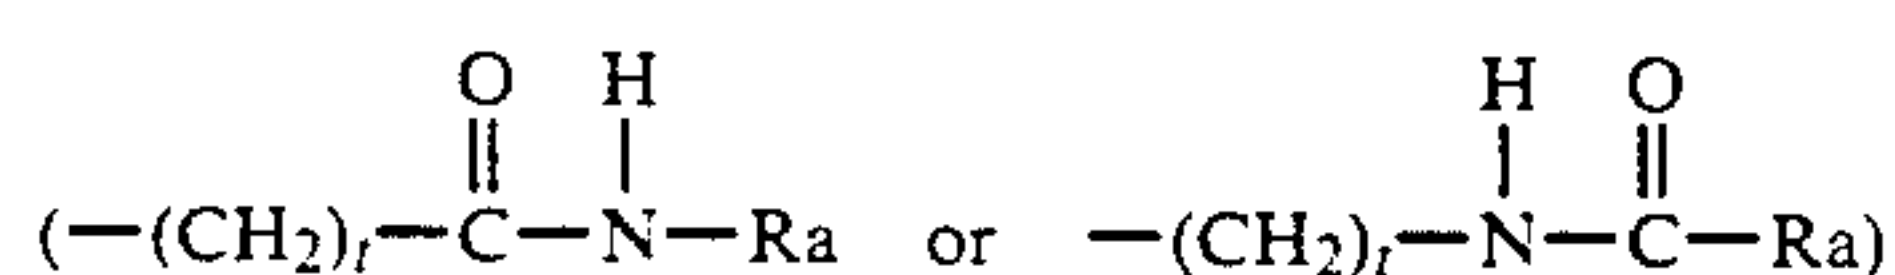 O H H O
(—(CH₂)ₜ—C—N—Ra or —(CH₂)ₜ—N—C—Ra)